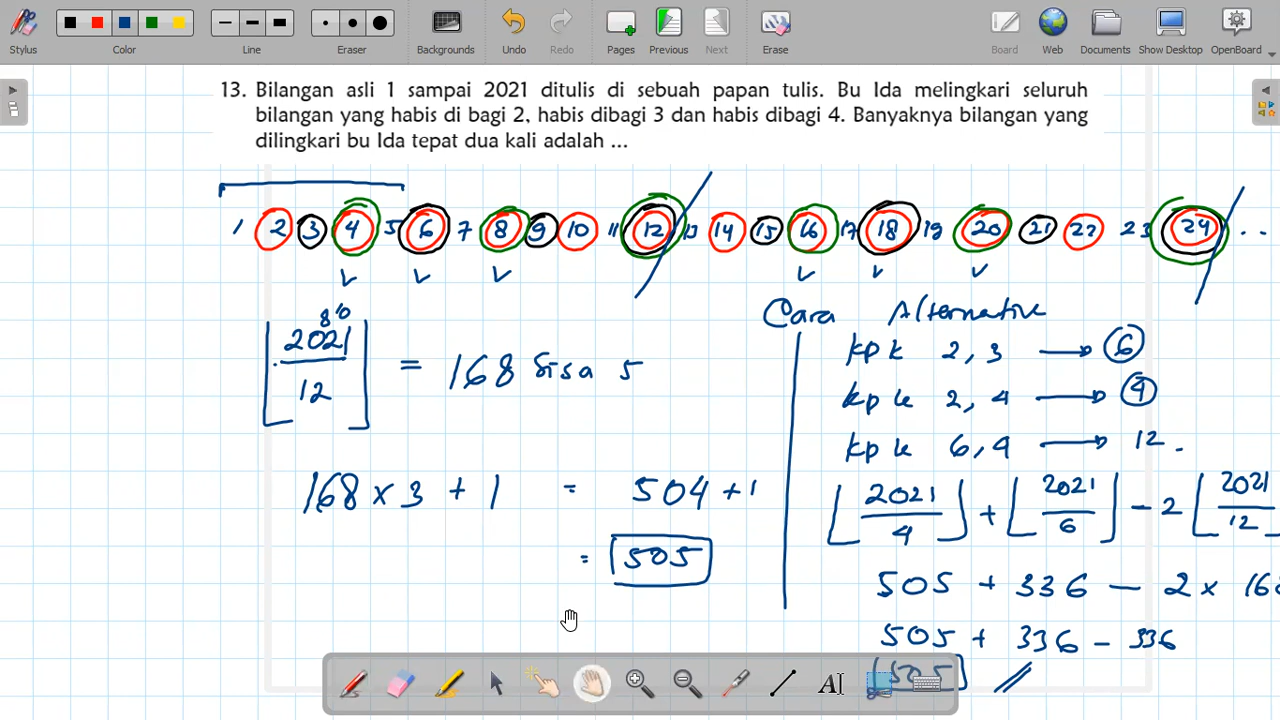 Stylus Color Line Eraser Backgrounds Undo Redo Pages Previous Next Erase Board Web Documents Show Desktop OpenBoard
13. Bilangan asli 1 sampai 2021 ditulis di sebuah papan tulis. Bu Ida melingkari seluruh
bilangan yang habis di bagi 2, habis dibagi 3 dan habis dibagi 4. Banyaknya bilangan yang
dilingkari bu Ida tepat dua kali adalah ...
1 2 3 4 5 6 7 8 9 10 11 12 13 14 15 16 17 18 19 20 21 22 23 24 ...
80
⌊2021/12⌋ = 168 Sisa 5
168 × 3 + 1 = 504 + 1
= 505
Cara Alternative
kpk 2, 3 → 6
kpk 2, 4 → 4
kpk 6, 4 → 12.
⌊2021/4⌋ + ⌊2021/6⌋ - 2 ⌊2021/12
505 + 336 - 2 × 168
505 + 336 - 336
505